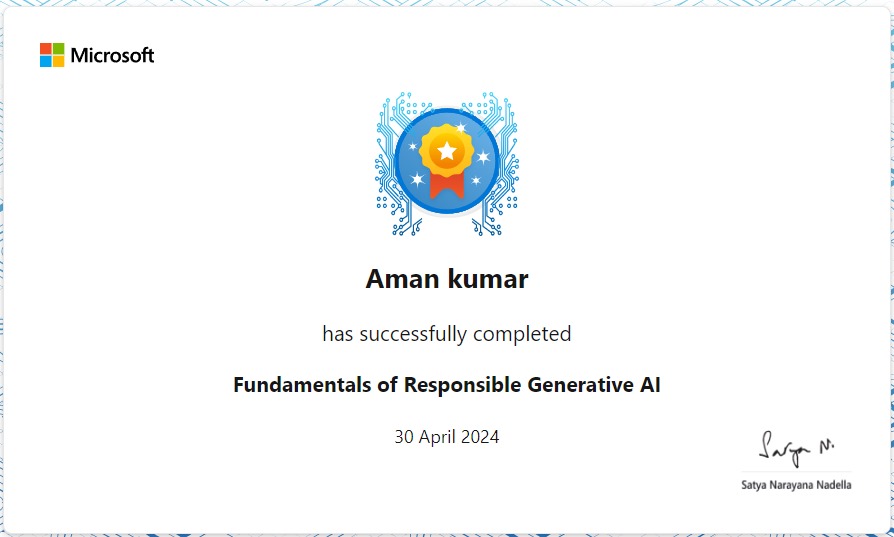 Microsoft
Aman kumar
has successfully completed
Fundamentals of Responsible Generative AI
30 April 2024
Satya N.
Satya Narayana Nadella